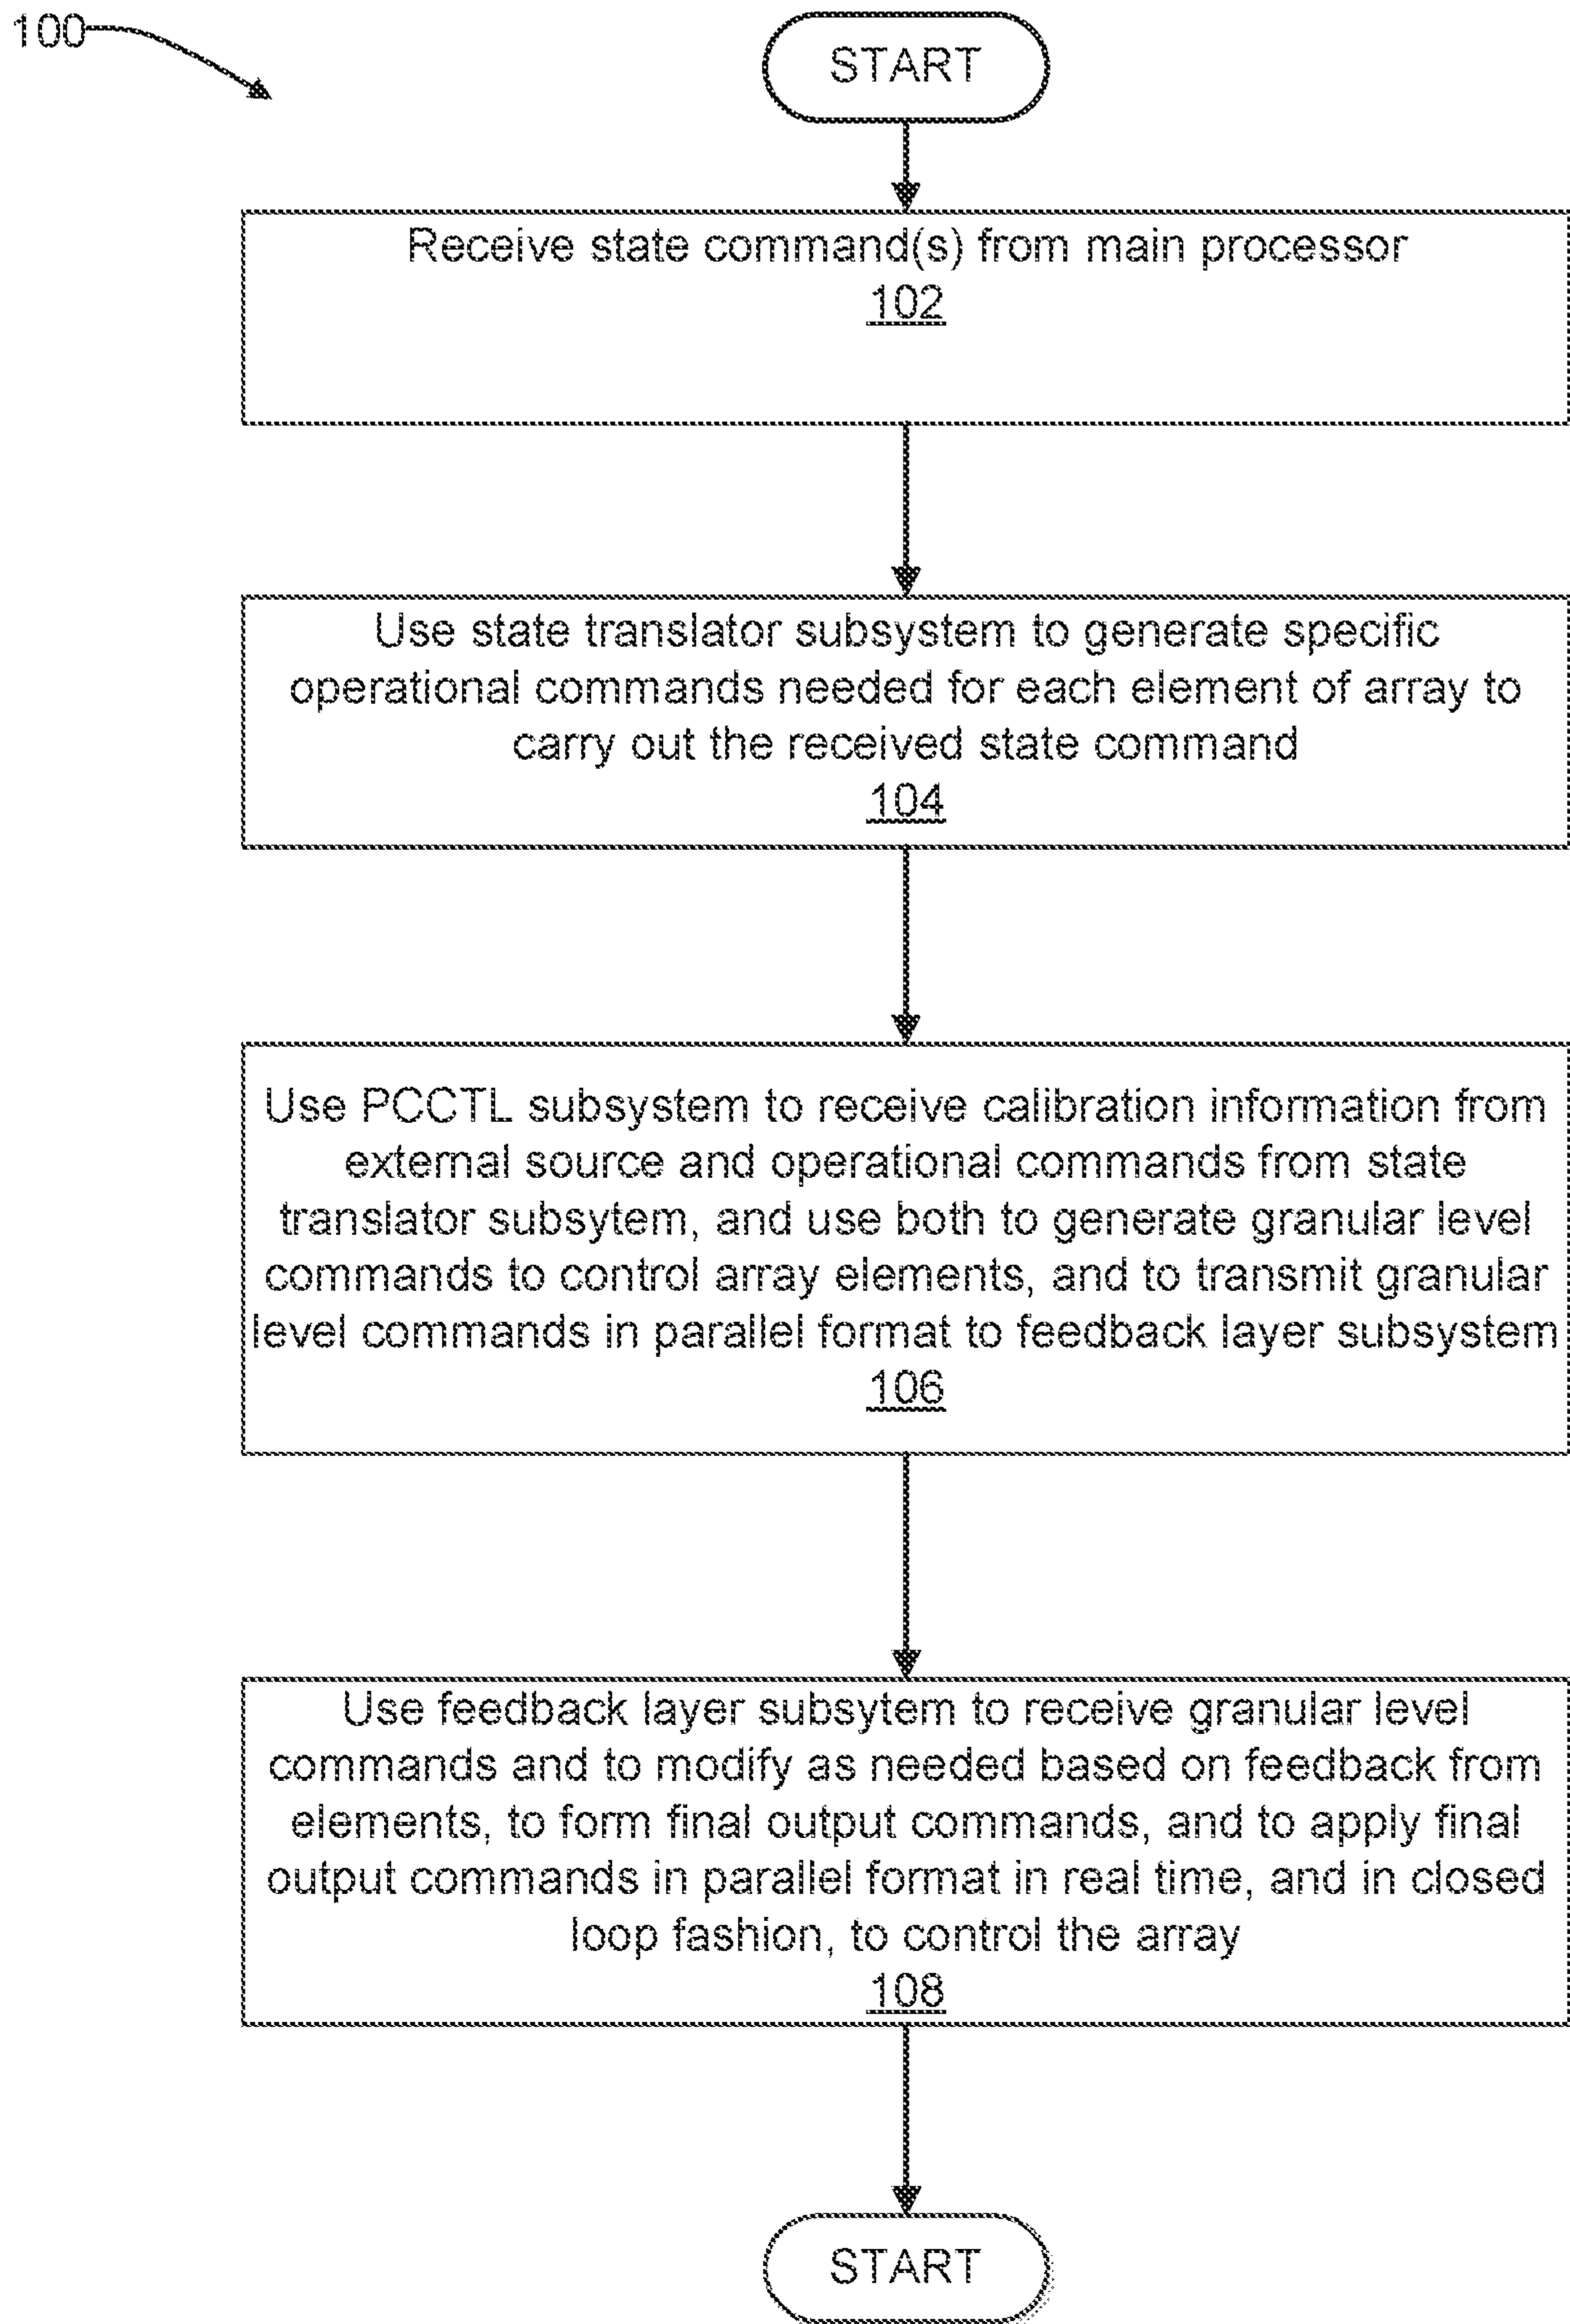 100
START
Receive state command(s) from main processor
102
Use state translator subsystem to generate specific
operational commands needed for each element of array to
carry out the received state command
104
Use PCCTL subsystem to receive calibration information from
external source and operational commands from state
translator subsytem, and use both to generate granular level
commands to control array elements, and to transmit granular
level commands in parallel format to feedback layer subsystem
106
Use feedback layer subsytem to receive granular level
commands and to modify as needed based on feedback from
elements, to form final output commands, and to apply final
output commands in parallel format in real time, and in closed
loop fashion, to control the array
108
START